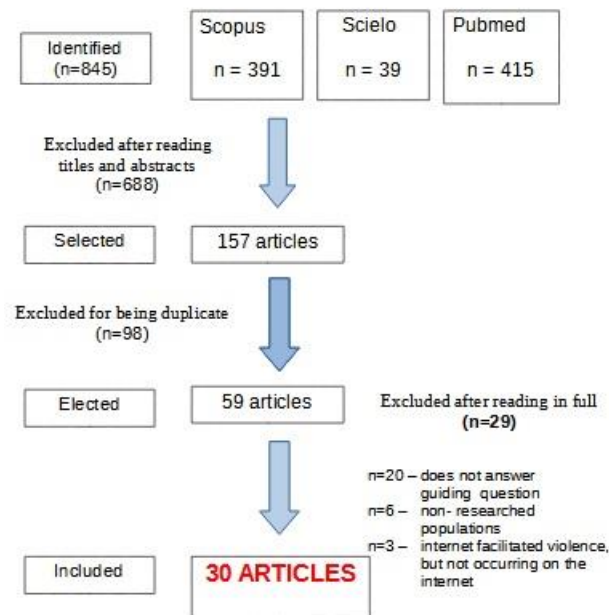 Identified
(n=845)
Scopus
n = 391
Scielo
n = 39
Pubmed
n = 415
Excluded after reading
titles and abstracts
(n=688)
Selected
157 articles
Excluded for being duplicate
(n=98)
Elected
59 articles
Excluded after reading in full
(n=29)
n=20 – does not answer
guiding question
n=6 – non- researched
populations
n=3 – internet facilitated violence,
but not occurring on the
internet
Included
30 ARTICLES